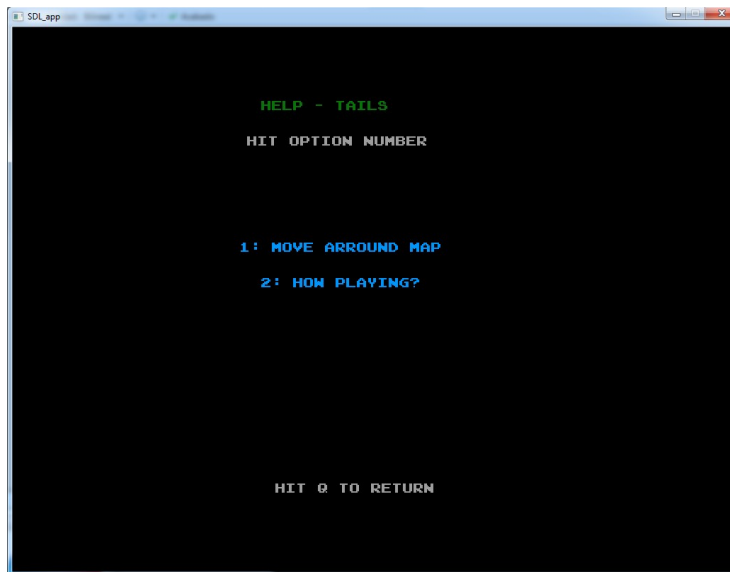 SDL_app
HELP - TAILS
HIT OPTION NUMBER
1: MOVE ARROUND MAP
2: HOW PLAYING?
HIT Q TO RETURN